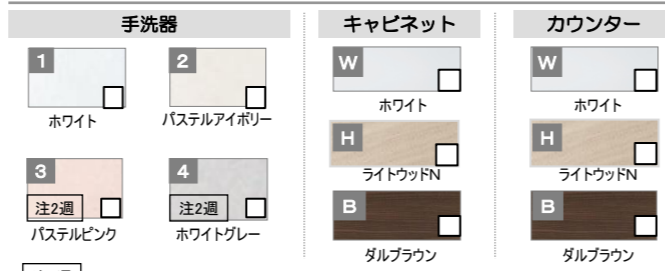 手洗器
キャビネット
カウンター
1
ホワイト
2
パステルアイボリー
3
注2週
パステルピンク
4
注2週
ホワイトグレー
W
ホワイト
H
ライトウッドN
B
ダルブラウン
W
ホワイト
H
ライトウッドN
B
ダルブラウン